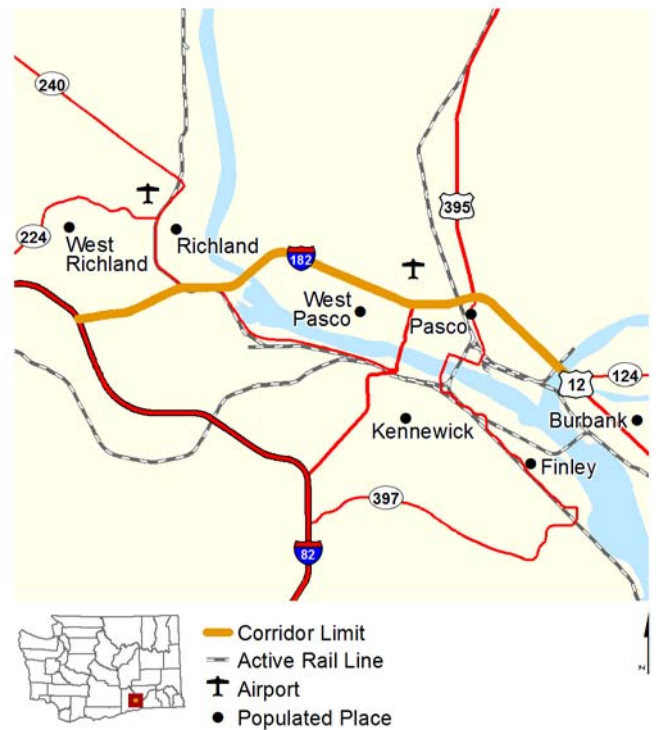 240
395
224
West
Richland
Richland
182
West
Pasco
Pasco
12
124
Burbank
Kennewick
Finley
397
82
Corridor Limit
Active Rail Line
Airport
Populated Place
N